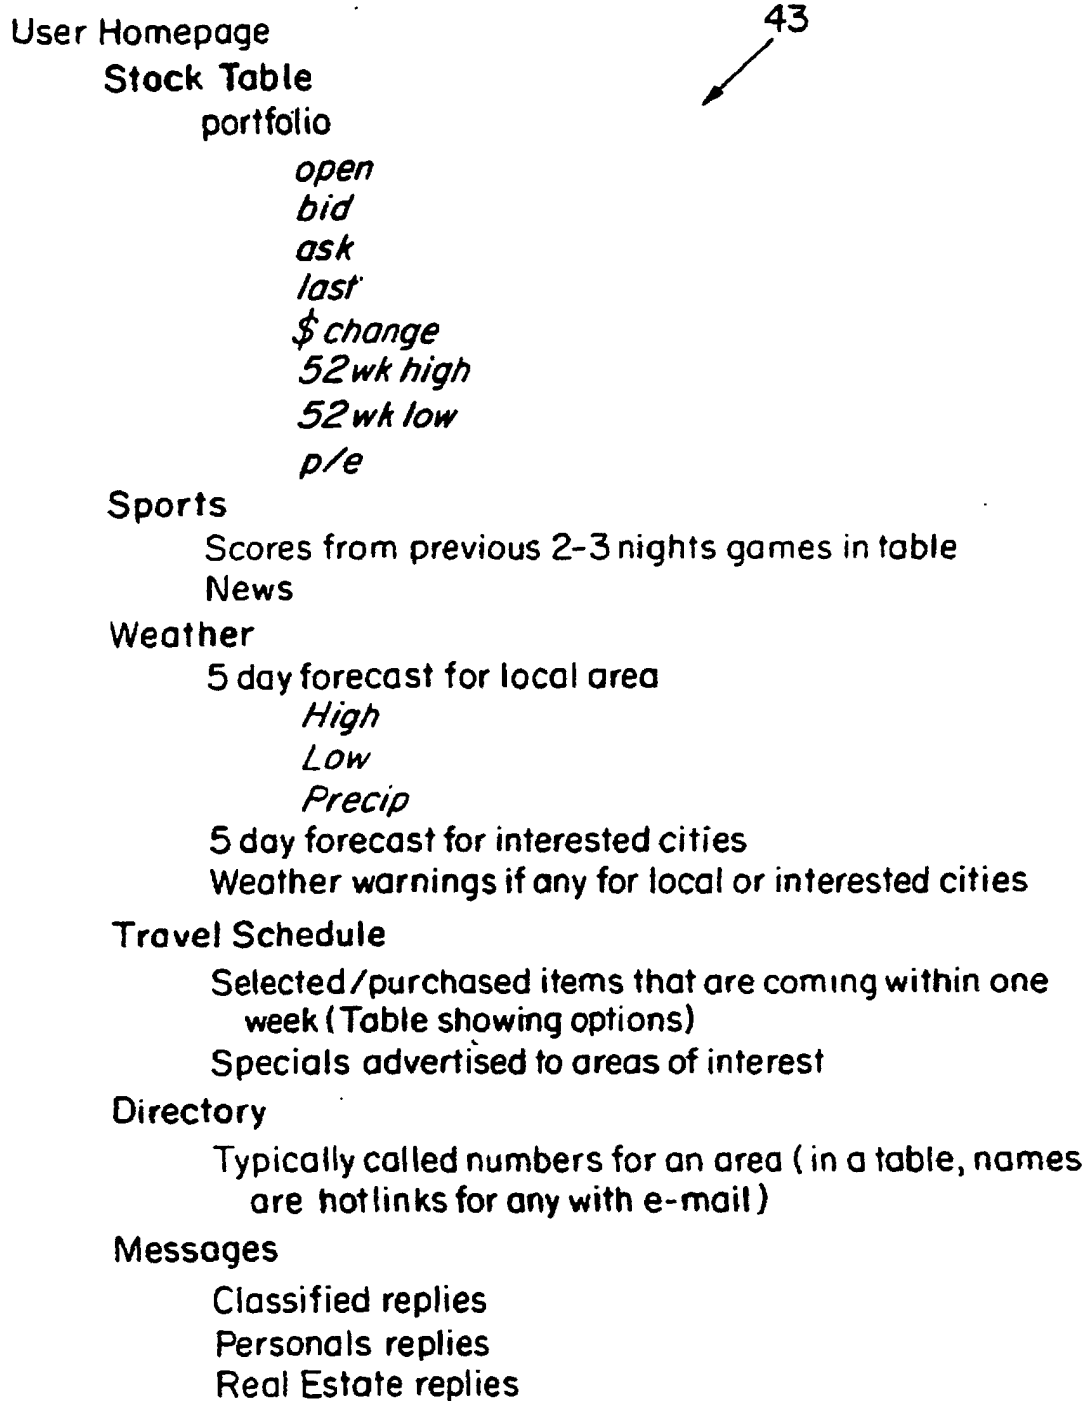 43
User Homepage
Stock Table
portfolio
open
bid
ask
last
$ change
52 wk high
52 wk low
p/e
Sports
Scores from previous 2-3 nights games in table
News
Weather
5 day forecast for local area
High
Low
Precip
5 day forecast for interested cities
Weather warnings if any for local or interested cities
Travel Schedule
Selected/purchased items that are coming within one
week (Table showing options)
Specials advertised to areas of interest
Directory
Typically called numbers for an area (in a table, names
are hotlinks for any with e-mail)
Messages
Classified replies
Personals replies
Real Estate replies